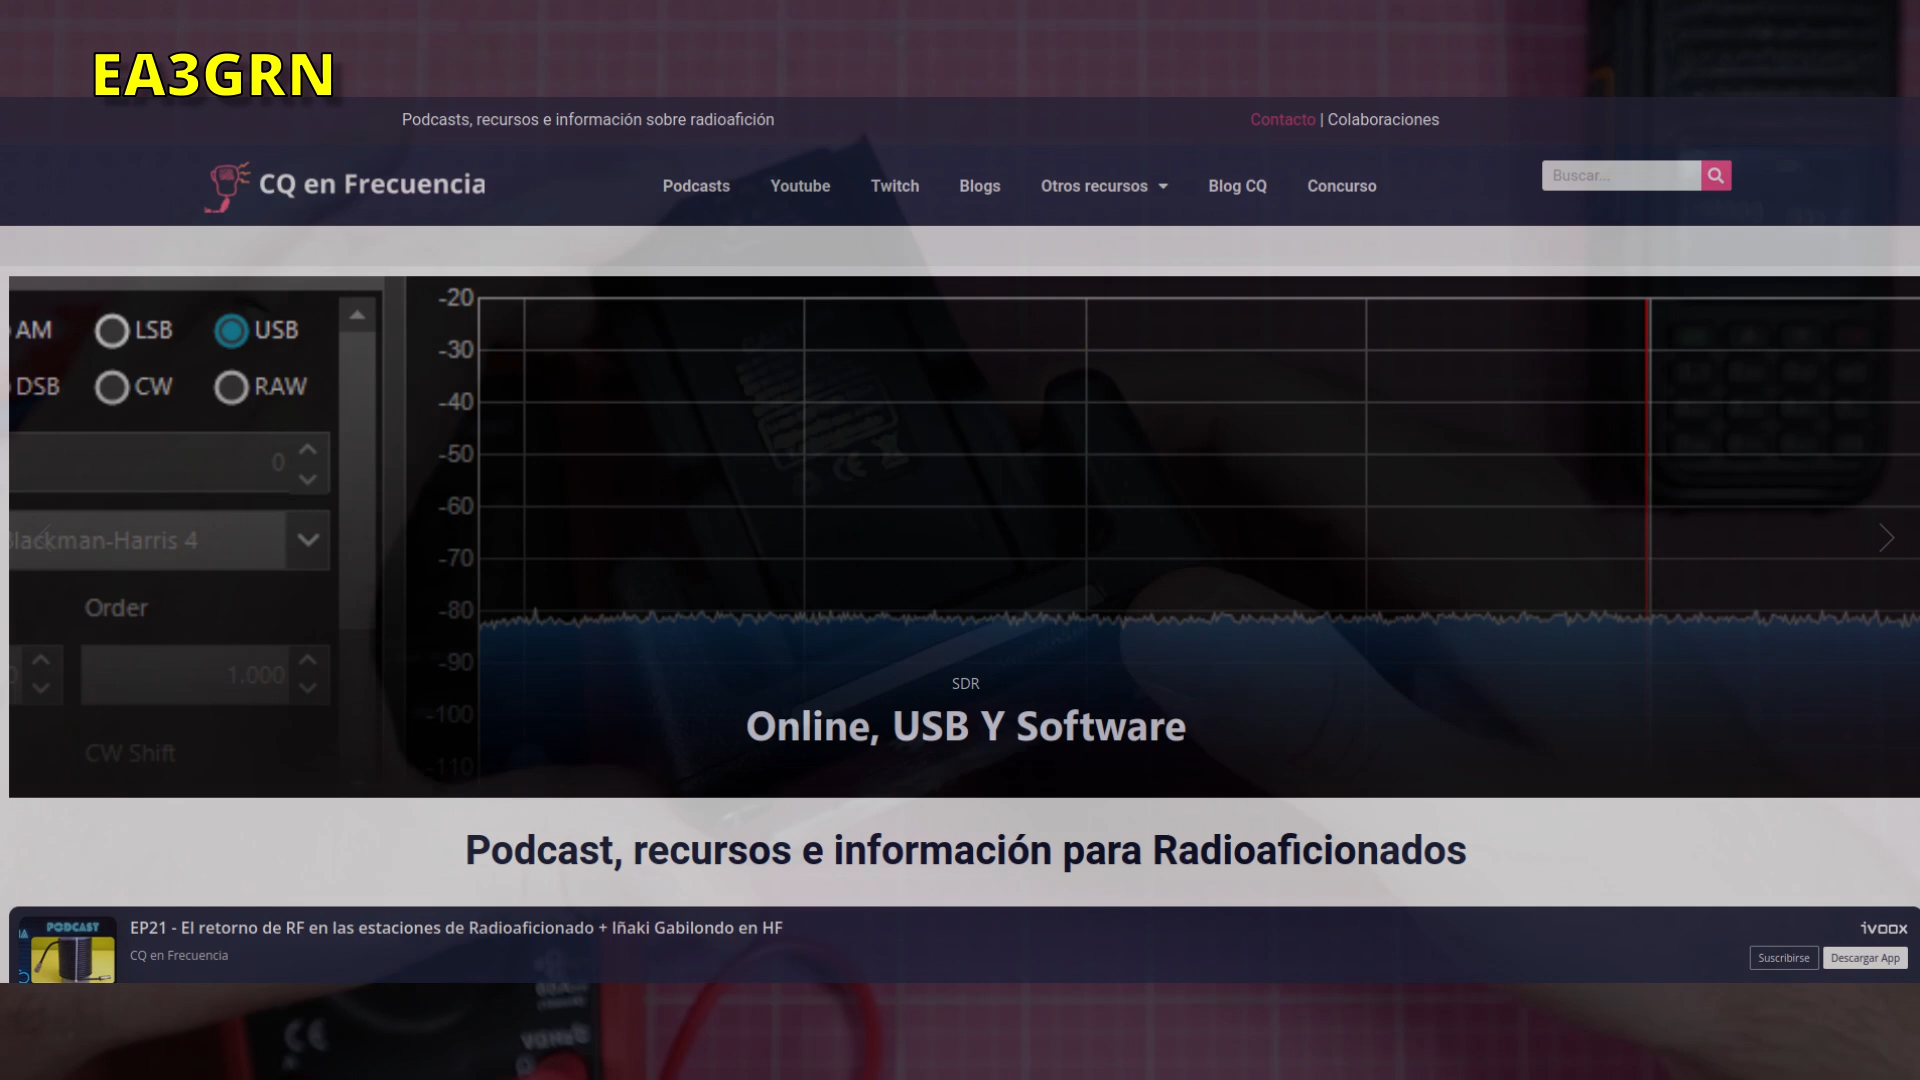 EA3GRN
Podcasts, recursos e información sobre radioafición
Contacto | Colaboraciones
CQ en Frecuencia
Podcasts Youtube Twitch Blogs Otros recursos Blog CQ Concurso
Buscar...
AM LSB USB
DSB CW RAW
0
Blackman-Harris 4
Order
1.000
CW Shift
-20
-30
-40
-50
-60
-70
-80
-90
-100
-110
SDR
Online, USB Y Software
Podcast, recursos e información para Radioaficionados
PODCAST
EP21 - El retorno de RF en las estaciones de Radioaficionado + Iñaki Gabilondo en HF
CQ en Frecuencia
ivoox
Suscribirse
Descargar App
CE